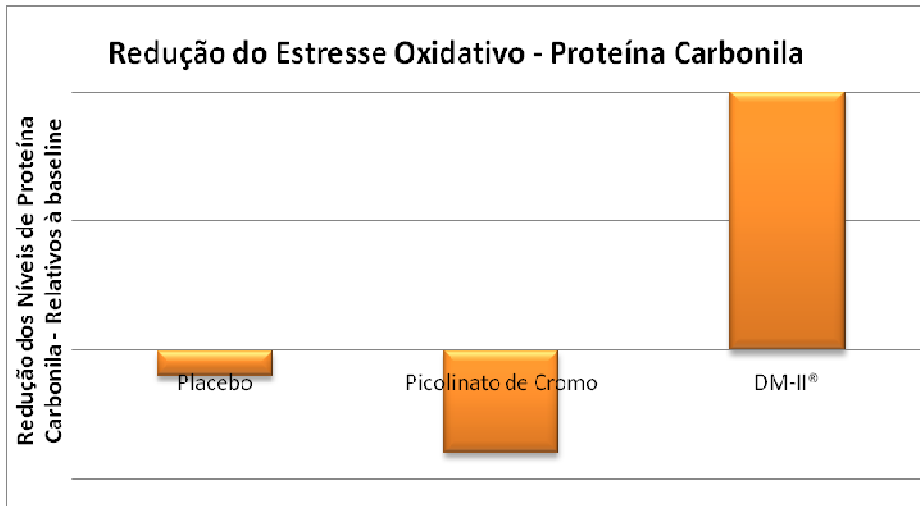 Redução do Estresse Oxidativo - Proteína Carbonila
Redução dos Níveis de Proteína
Carbonila - Relativos à baseline
Placebo
Picolinato de Cromo
DM-II®